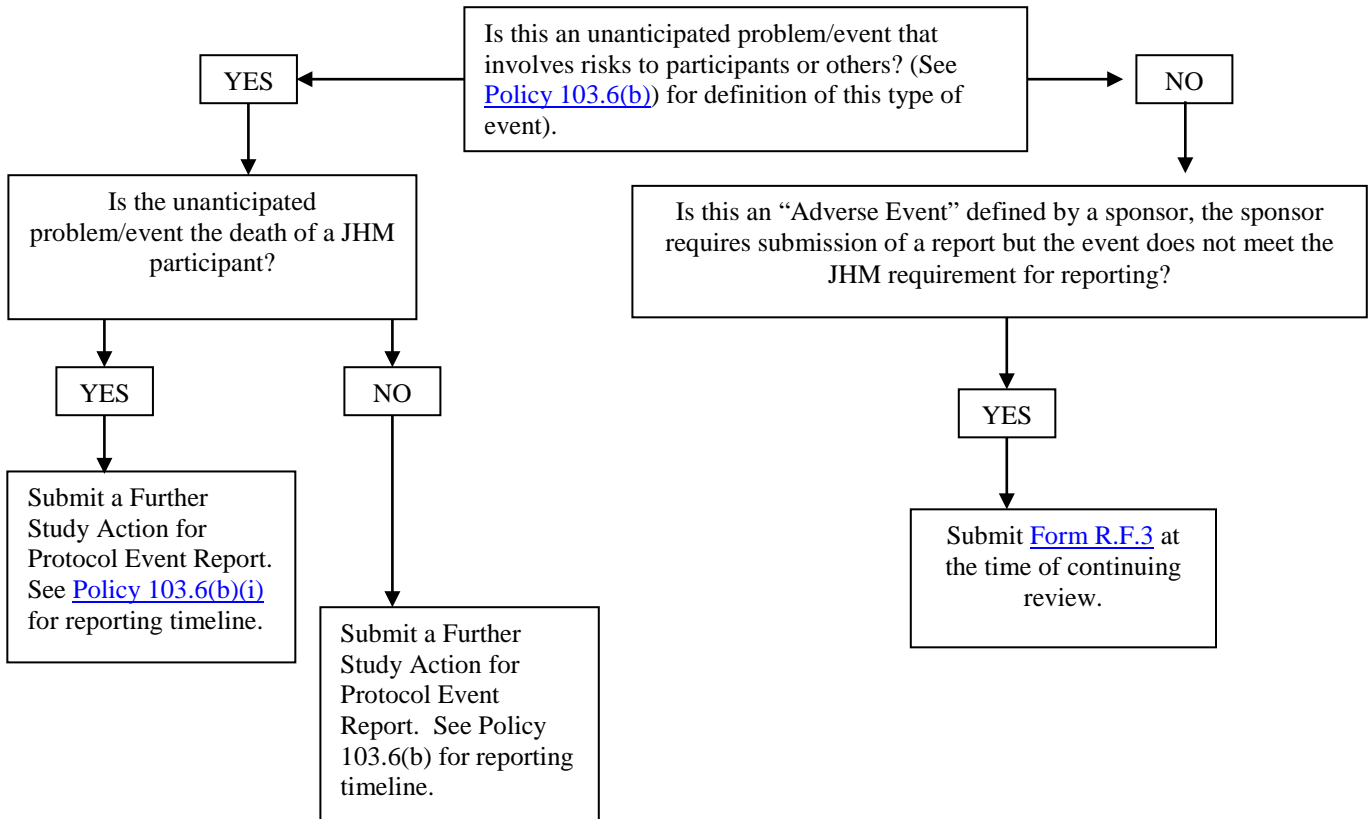 Is this an unanticipated problem/event that
involves risks to participants or others? (See
Policy 103.6(b)) for definition of this type of
event).
YES
NO
Is the unanticipated
problem/event the death of a JHM
participant?
Is this an “Adverse Event” defined by a sponsor, the sponsor
requires submission of a report but the event does not meet the
JHM requirement for reporting?
YES
NO
YES
Submit a Further
Study Action for
Protocol Event Report.
See Policy 103.6(b)(i)
for reporting timeline.
Submit a Further
Study Action for
Protocol Event
Report.  See Policy
103.6(b) for reporting
timeline.
Submit Form R.F.3 at
the time of continuing
review.